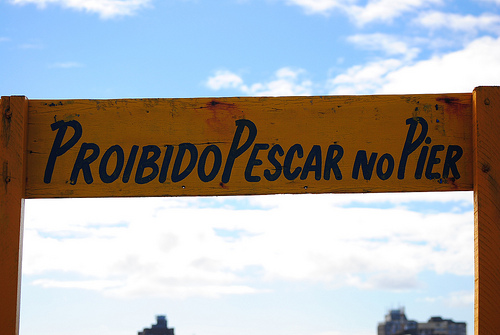 Proibido Pescar no Pier